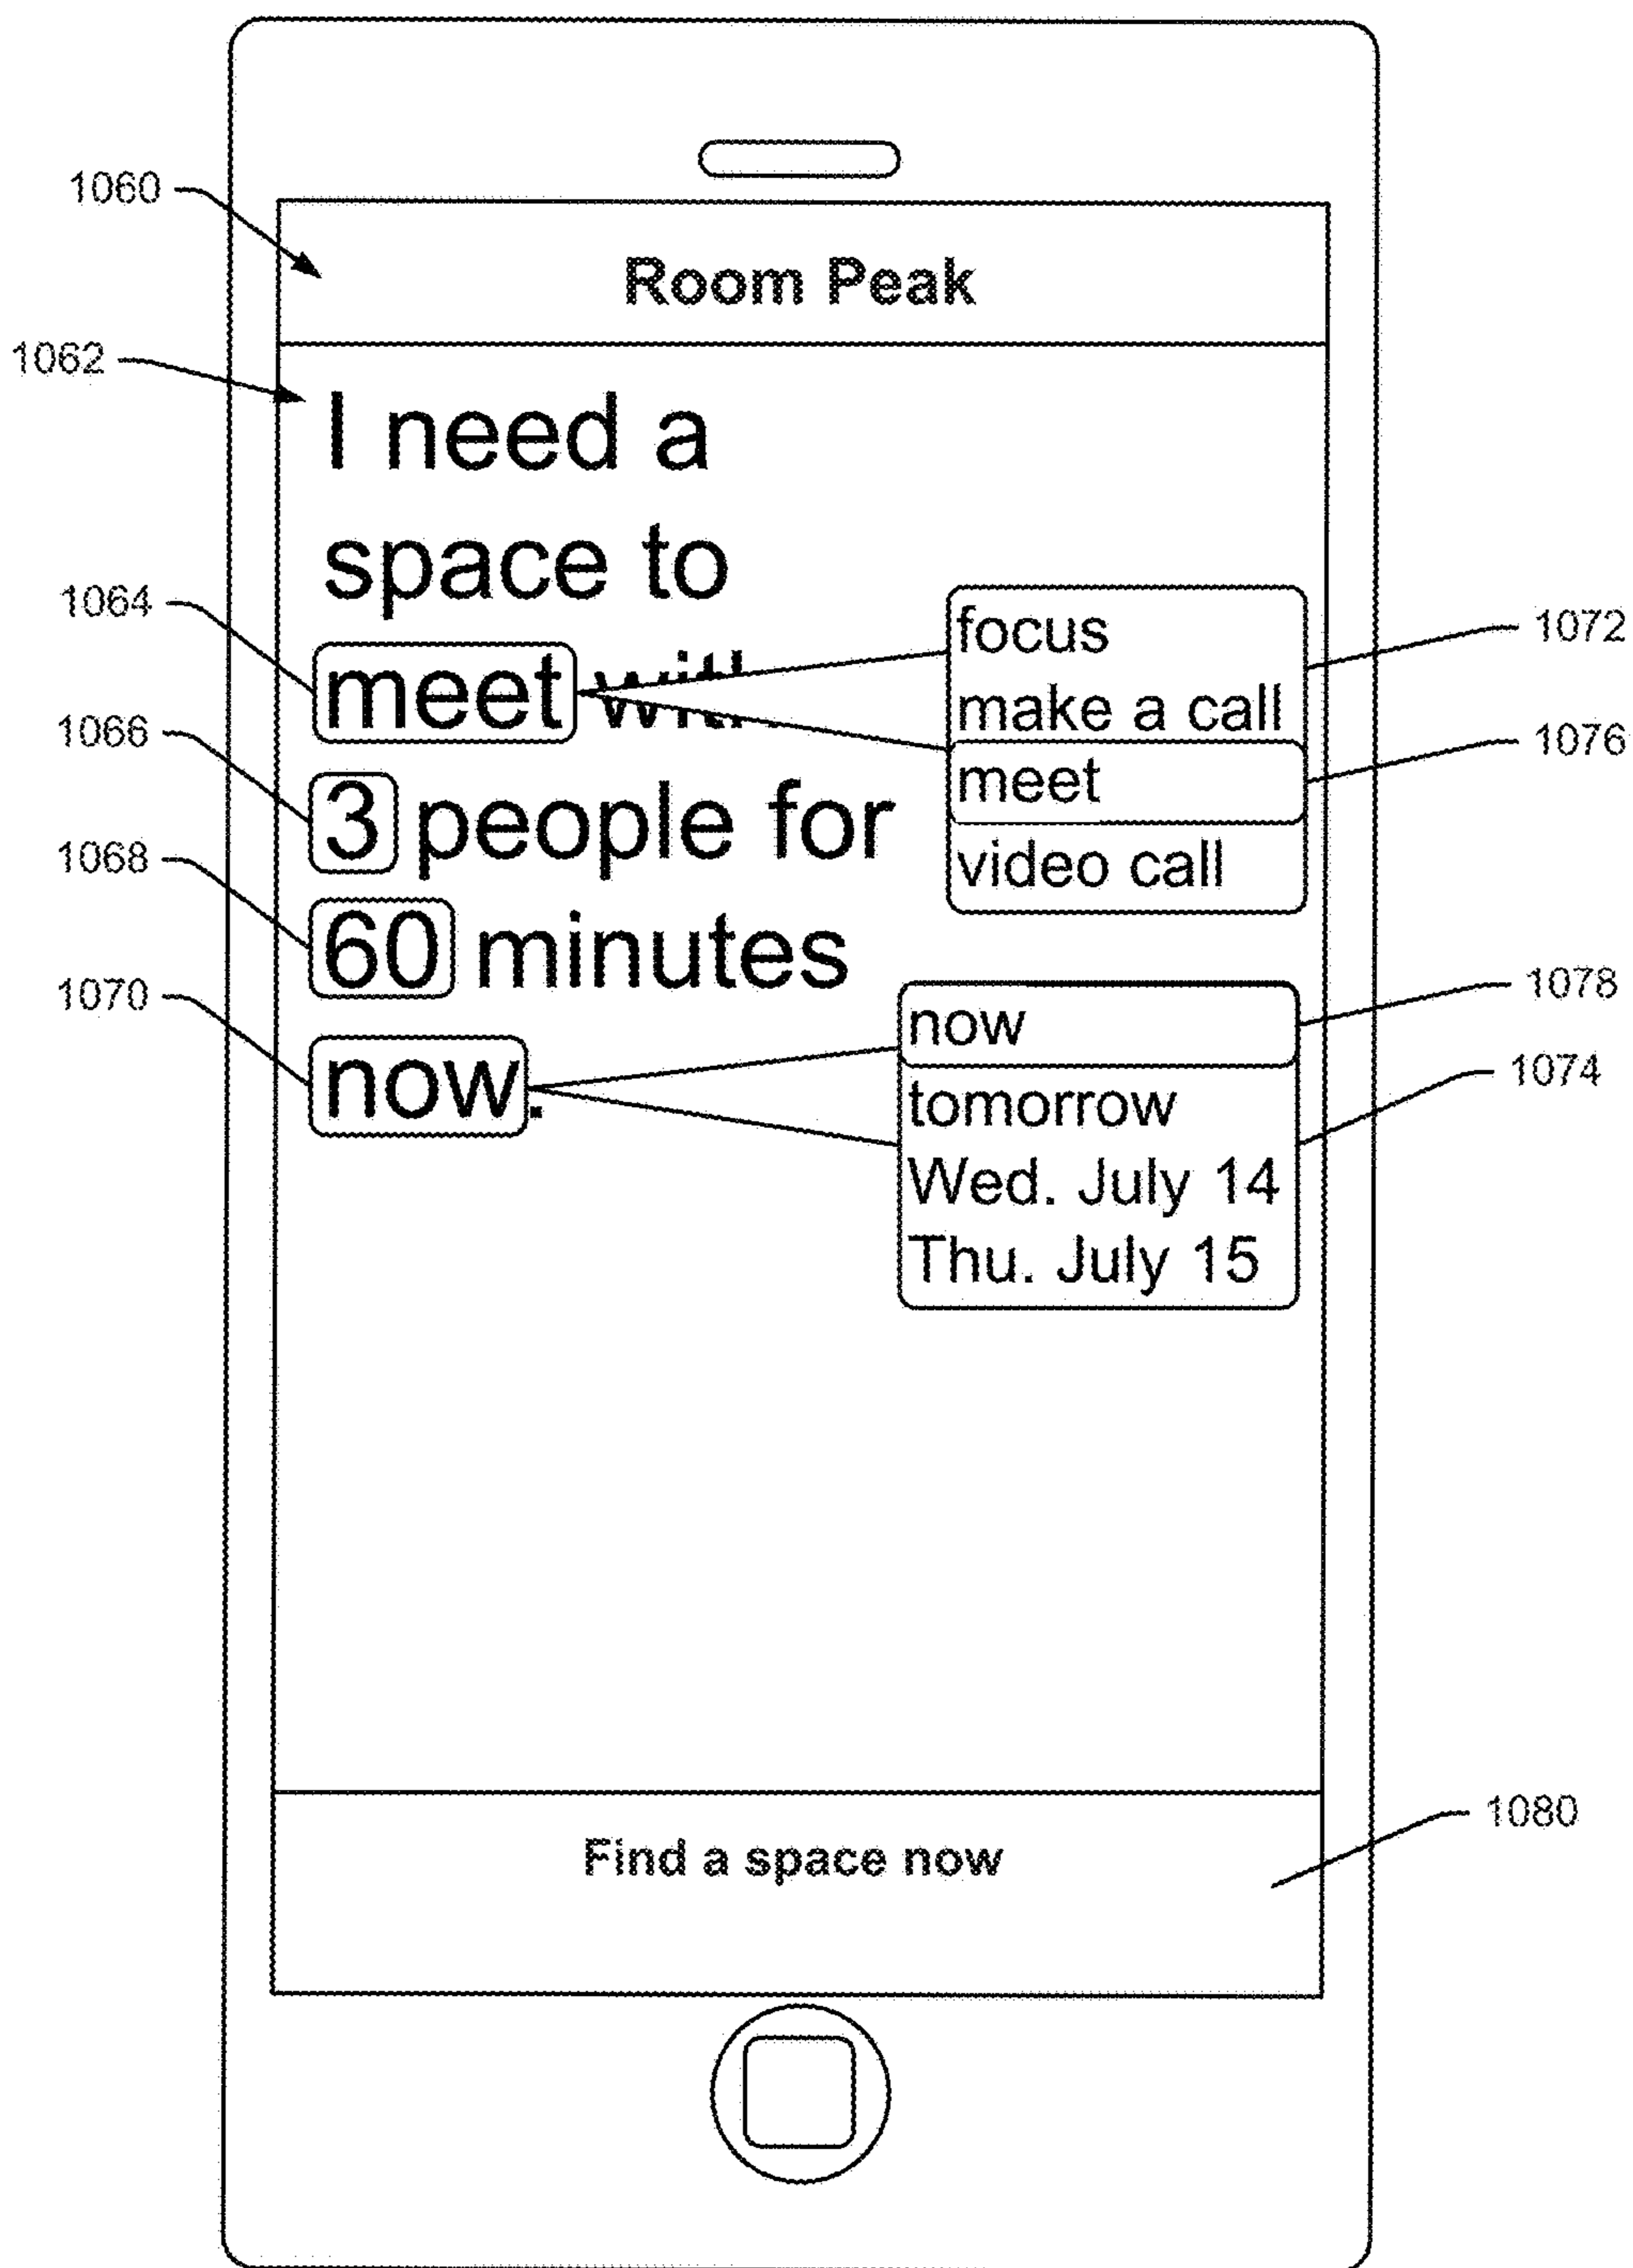 1060
Room Peak
1062
I need a
space to
1064
meet with
1066
3 people for
1068
60 minutes
1070
now.
focus
make a call
meet
video call
1072
1076
now
tomorrow
Wed. July 14
Thu. July 15
1078
1074
Find a space now
1080